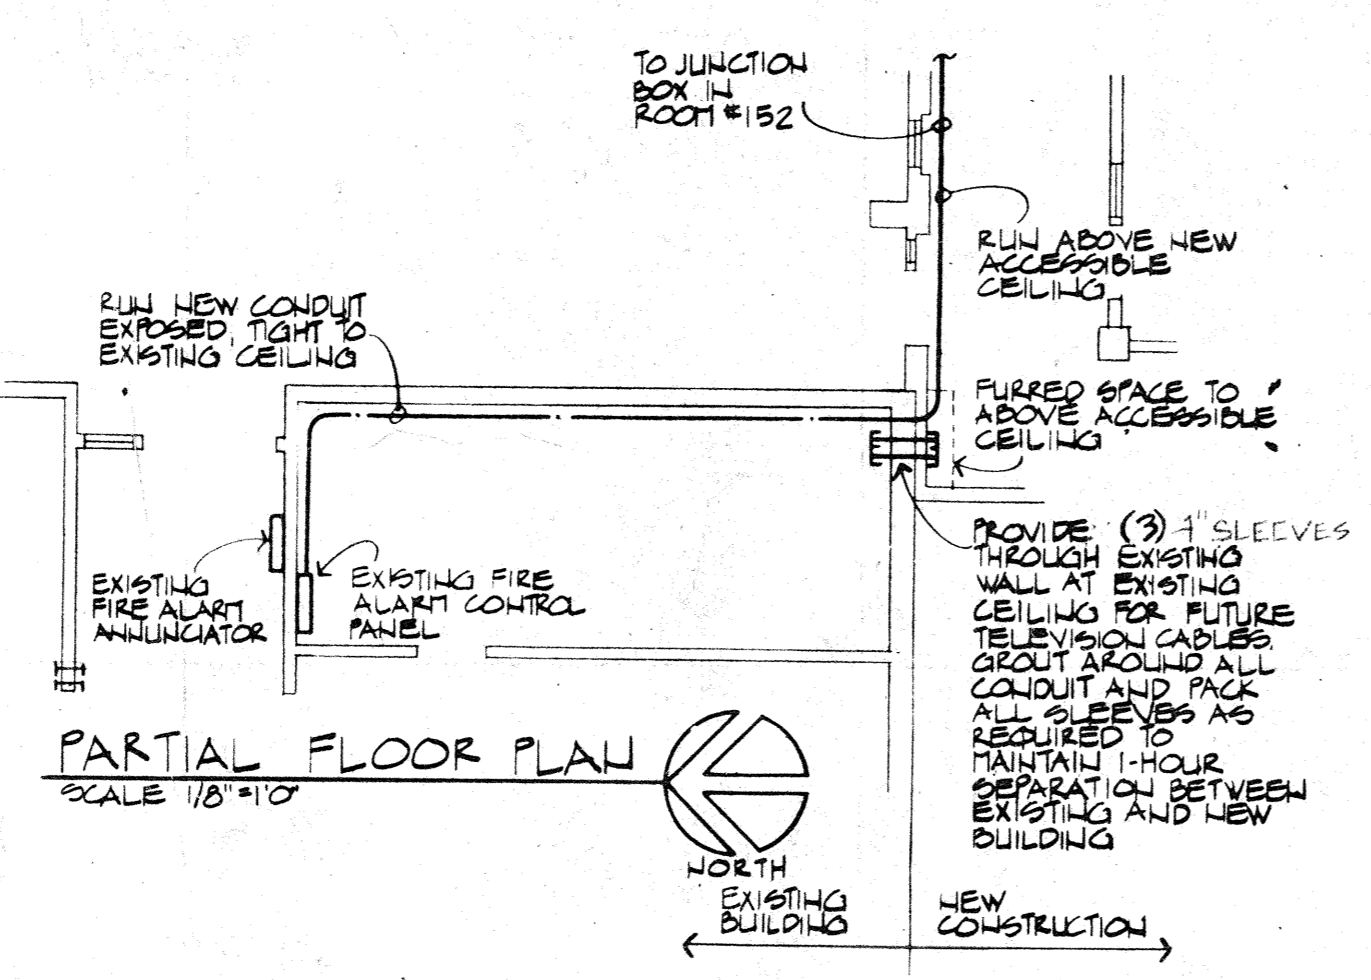 TO JUNCTION
BOX IN
ROOM #152
RUN ABOVE NEW
ACCESSIBLE
CEILING
RUN NEW CONDUIT
EXPOSED, TIGHT TO
EXISTING CEILING
FURRED SPACE TO
ABOVE ACCESSIBLE
CEILING
EXISTING
FIRE ALARM
ANNUNCIATOR
EXISTING FIRE
ALARM CONTROL
PANEL
PROVIDE (3) 4" SLEEVES
THROUGH EXISTING
WALL AT EXISTING
CEILING FOR FUTURE
TELEVISION CABLES.
GROUT AROUND ALL
CONDUIT AND PACK
ALL SLEEVES AS
REQUIRED TO
MAINTAIN 1-HOUR
SEPARATION BETWEEN
EXISTING AND NEW
BUILDING
PARTIAL FLOOR PLAN
SCALE 1/8"=1'0"
NORTH
EXISTING
BUILDING
NEW
CONSTRUCTION